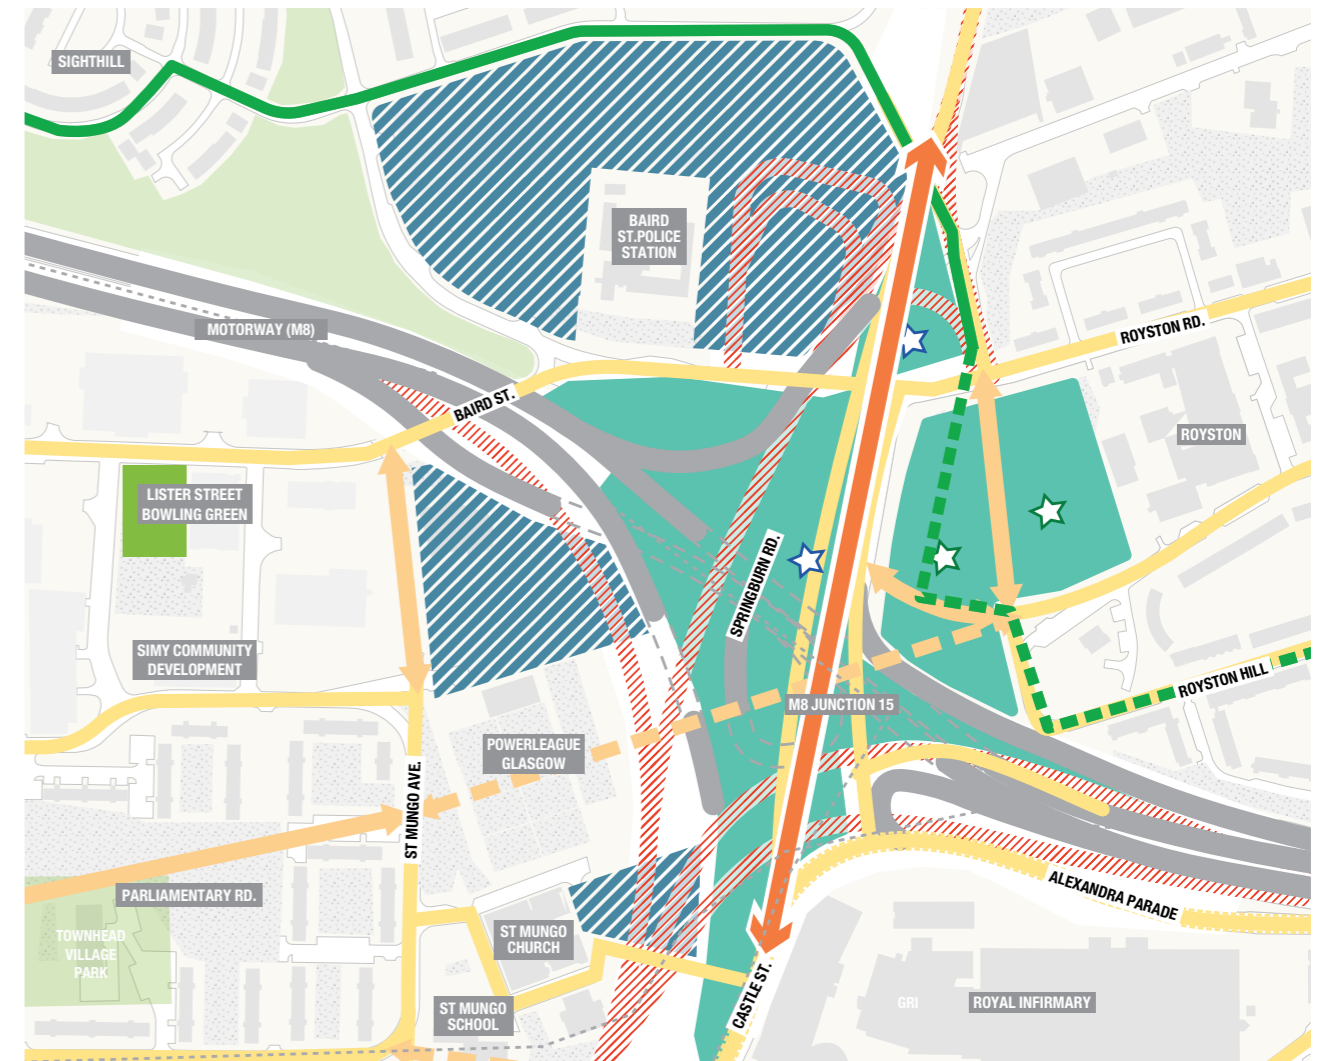 SIGHTHILL
BAIRD
ST.POLICE
STATION
MOTORWAY (M8)
ROYSTON RD.
BAIRD ST.
ROYSTON
LISTER STREET
BOWLING GREEN
SPRINGBURN RD.
SIMY COMMUNITY
DEVELOPMENT
ROYSTON HILL
M8 JUNCTION 15
POWERLEAGUE
GLASGOW
ST MUNGO AVE.
PARLIAMENTARY RD.
ALEXANDRA PARADE
TOWNHEAD
VILLAGE
PARK
ST MUNGO
CHURCH
CASTLE ST.
GRI
ROYAL INFIRMARY
ST MUNGO
SCHOOL